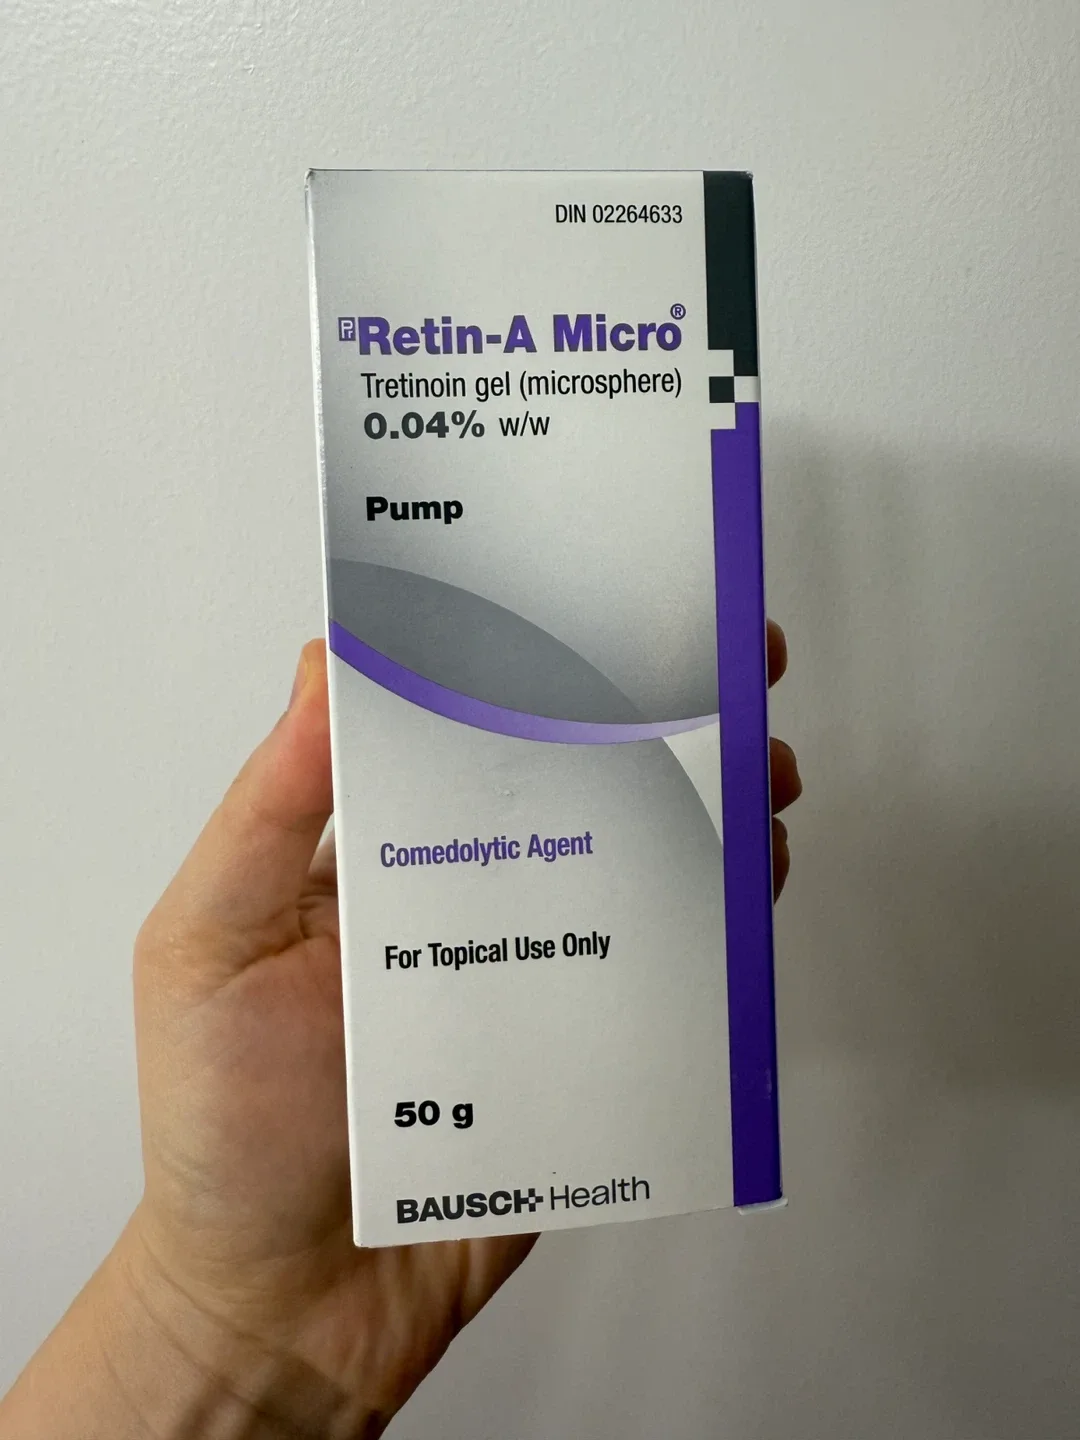 DIN 02264633
Pr Retin-A Micro®
Tretinoin gel (microsphere)
0.04% w/w
Pump
Comedolytic Agent
For Topical Use Only
50 g
BAUSCH+Health